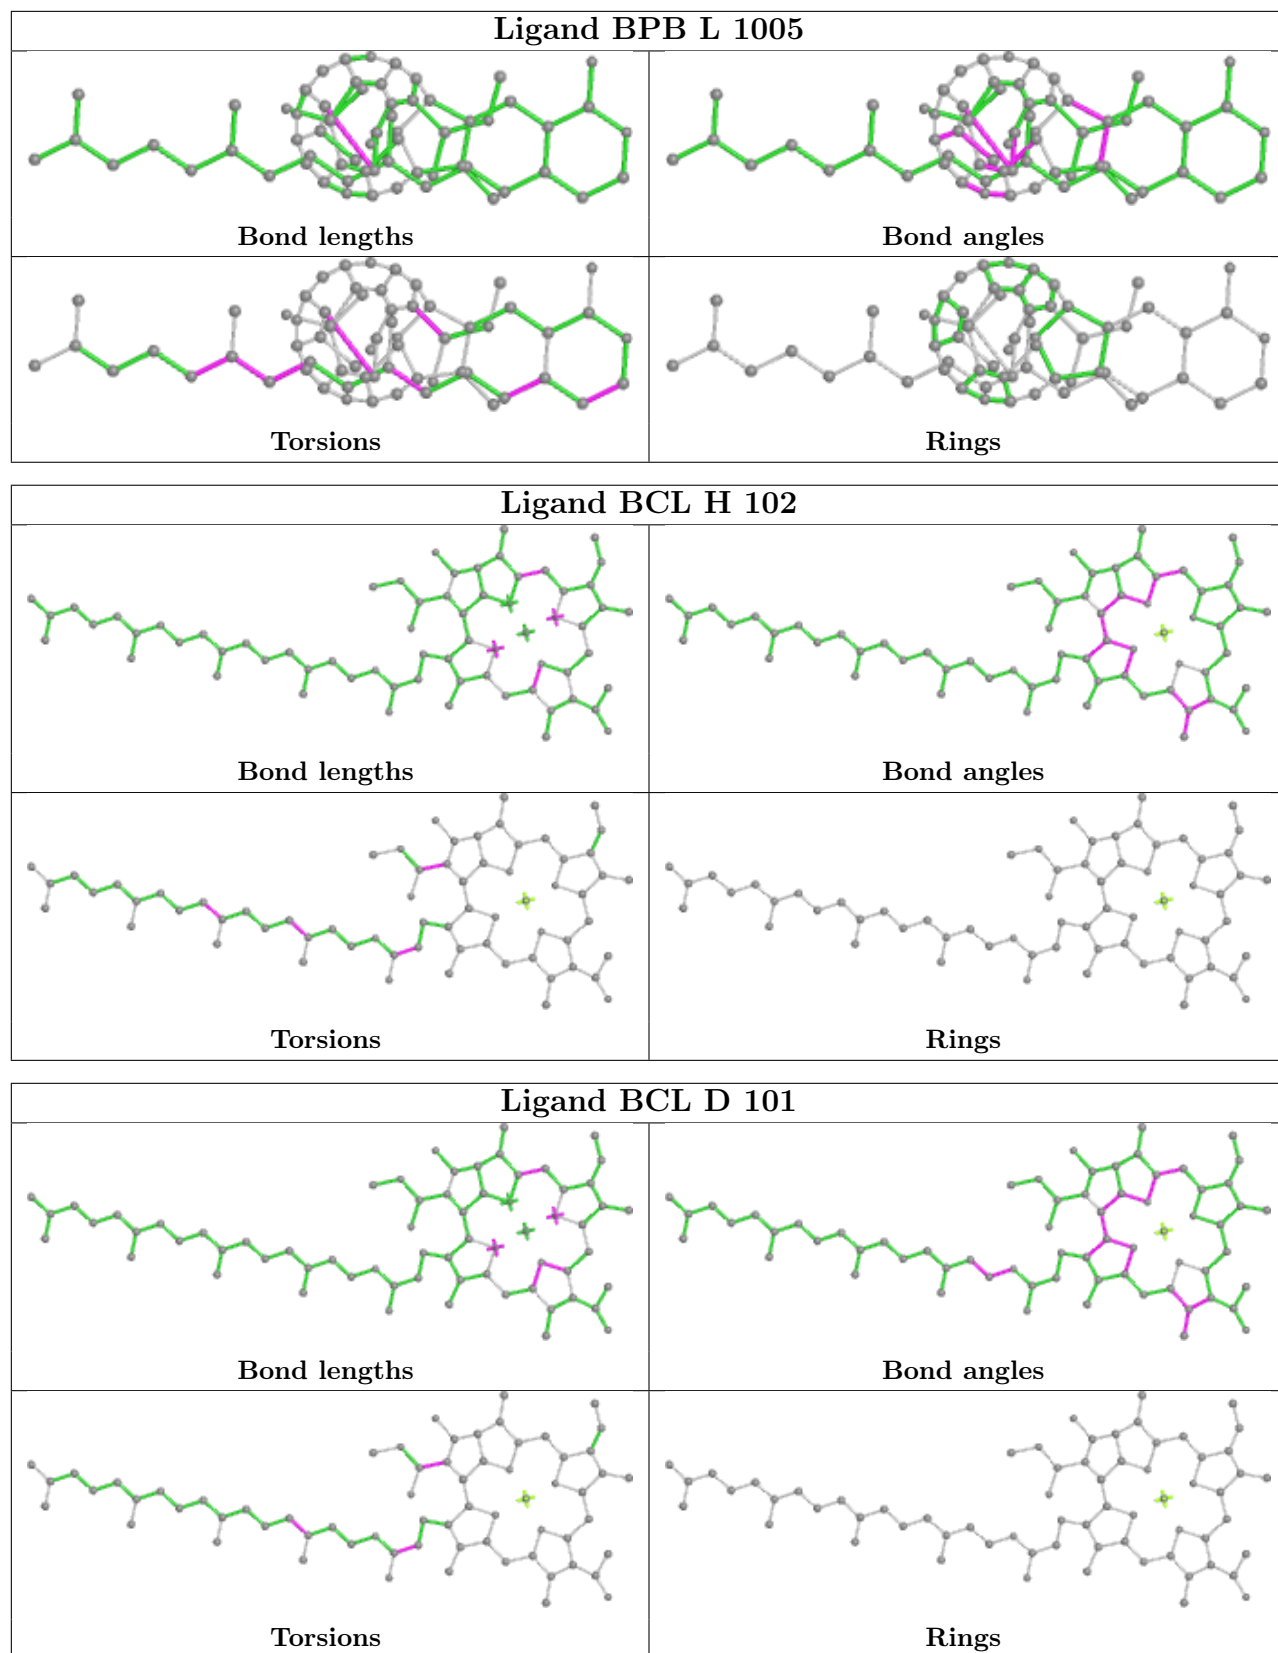 Ligand BPB L 1005
Bond lengths
Bond angles
Torsions
Rings
Ligand BCL H 102
Bond lengths
Bond angles
Torsions
Rings
Ligand BCL D 101
Bond lengths
Bond angles
Torsions
Rings